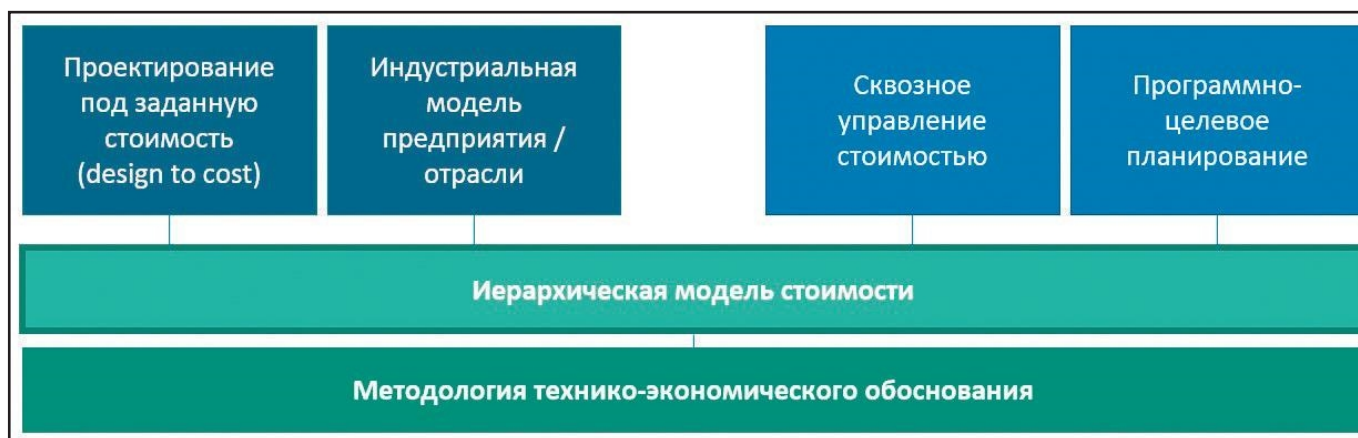 Проектирование
под заданную
стоимость
(design to cost)
Индустриальная
модель
предприятия /
отрасли
Сквозное
управление
стоимостью
Программно-
целевое
планирование
Иерархическая модель стоимости
Методология технико-экономического обоснования